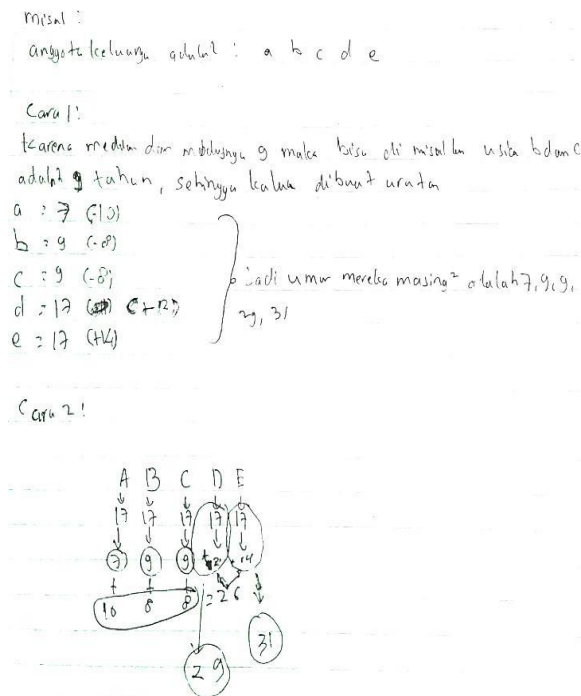 misal :
anggota keluarga adalah : a b c d e
Cara 1 :
Karena median dan modusnya 9 maka bisa di misalkan usia b dan c
adalah 9 tahun, sehingga kalau dibuat urutan
a : 7 (-10)
b : 9 (-8)
c : 9 (-8)
d : 17 (+12)
e = 17 (+14)
Jadi umur mereka masing² adalah 7, 9, 9,
29, 31
Cara 2 :
A B C D E
17 17 17 17 17
7 9 9 +12 +14
10 8 8 = 26
31
29